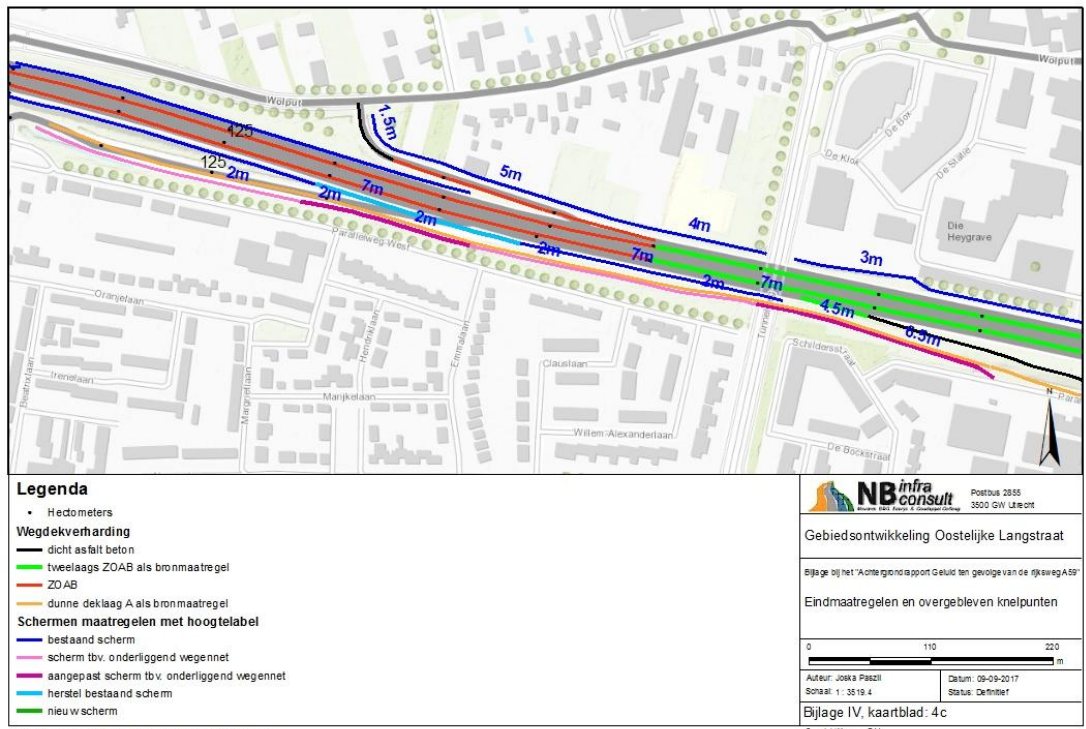 Wolput
Wolput
1.5m
125
125
De Box
5m
De Klok
De Statie
2m
7m
2m
4m
2m
Die
Heygrave
Parallelweg-West
2m
7m
3m
2m
7m
4.5m
6.5m
Oranjelaan
Hendriklaan
Emmalaan
Tunnel
Schildersstraat
Clauslaan
Irenelaan
Beatrixlaan
Margrietlaan
Marijkelaan
Para
N
Willem-Alexanderlaan
De Bockstraat
Legenda
Hectometers
Wegdekverharding
dicht asfalt beton
tweelaags ZOAB als bronmaatregel
ZOAB
dunne deklaag A als bronmaatregel
Schermen maatregelen met hoogtelabel
bestaand scherm
scherm tbv. onderliggend wegennet
aangepast scherm tbv. onderliggend wegennet
herstel bestaand scherm
nieuw scherm
NB infra
consult
Postbus 2855
3500 GW Utrecht
Gebiedsontwikkeling Oostelijke Langstraat
Bijlage bij het "Achtergrondrapport Geluid ten gevolge van de rijksweg A59"
Eindmaatregelen en overgebleven knelpunten
0 110 220
m
Auteur: Joska Paszli
Datum: 09-09-2017
Schaal: 1 : 3519.4
Status: Definitief
Bijlage IV, kaartblad: 4c